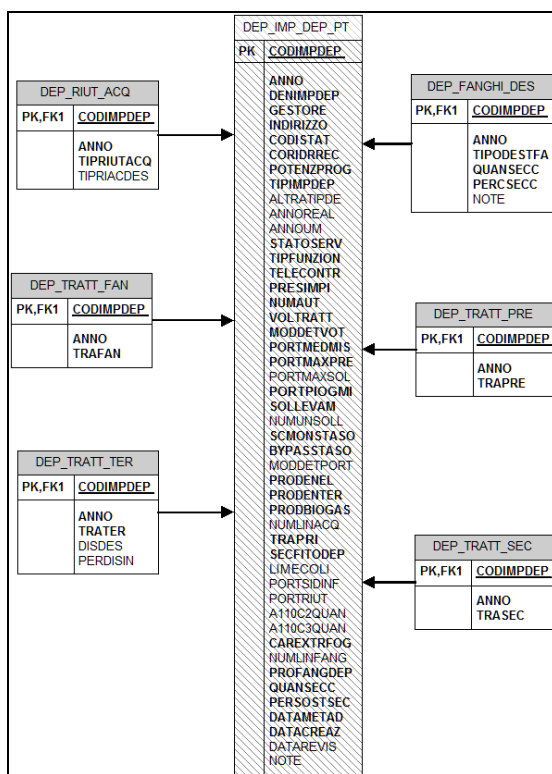 DEP_IMP_DEP_PT
PK CODIMPDEP
ANNO
DENIMPDEP
GESTORE
INDIRIZZO
CODISTAT
CORIDRREC
POTENZPROG
TIPIMPDEP
ALTRATIPDE
ANNOREAL
ANNOUM
STATOSERV
TIPFUNZION
TELECONTR
PRESIMPI
NUMAUT
VOLTRATT
MODDETVOT
PORTMEDMIS
PORTMAXPRE
PORTMAXSOL
PORTPIOGMI
SOLLEVAM
NUMUNSOLL
SCMONSTASO
BYPASSTASO
MODDETPORT
PRODENEL
PRODENTER
PRODBIOGAS
NUMLINACQ
TRAPRI
SECFITODEP
LIMECOLI
PORTSIDINF
PORTRIUT
A110C2QUAN
A110C3QUAN
CAREXTRFOG
NUMLINFANG
PROFANGDEP
QUANSECC
PERSOSTSEC
DATAMETAD
DATACREAZ
DATAREVIS
NOTE
DEP_RIUT_ACQ
PK,FK1 CODIMPDEP
ANNO
TIPRIUTACQ
TIPRIACDES
DEP_TRATT_FAN
PK,FK1 CODIMPDEP
ANNO
TRAFAN
DEP_TRATT_TER
PK,FK1 CODIMPDEP
ANNO
TRATER
DISDES
PERDISIN
DEP_FANGHI_DES
PK,FK1 CODIMPDEP
ANNO
TIPODESTFA
QUANSECC
PERCSECC
NOTE
DEP_TRATT_PRE
PK,FK1 CODIMPDEP
ANNO
TRAPRE
DEP_TRATT_SEC
PK,FK1 CODIMPDEP
ANNO
TRASEC